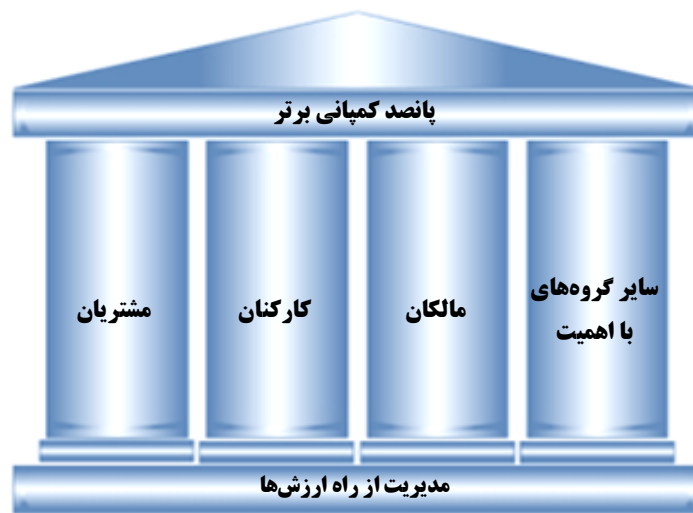 پانصد کمپانی برتر
سایر گروه‌های
با اهمیت
مالکان
کارکنان
مشتریان
مدیریت از راه ارزش‌ها